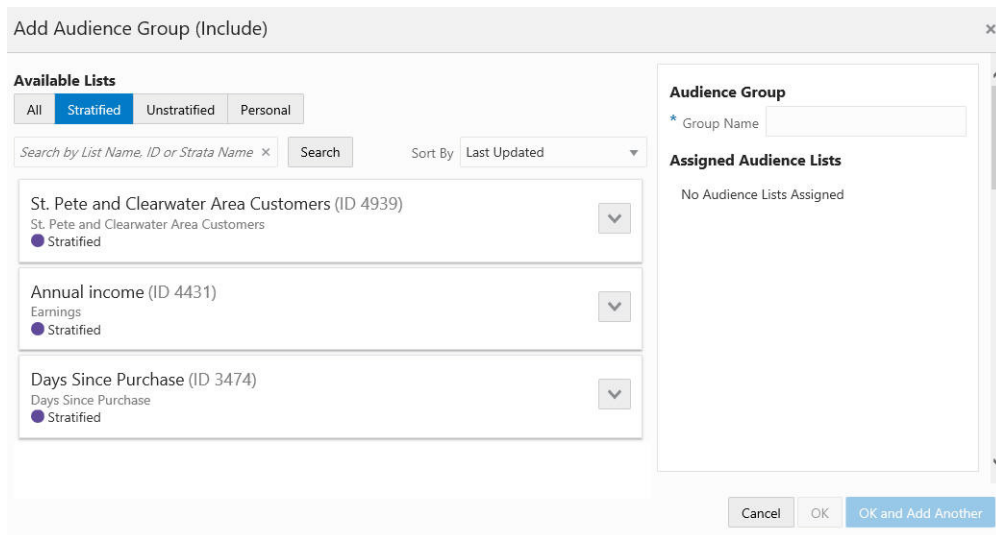 Add Audience Group (Include)
×
Available Lists
All Stratified Unstratified Personal
Search by List Name, ID or Strata Name × Search Sort By Last Updated
St. Pete and Clearwater Area Customers (ID 4939)
St. Pete and Clearwater Area Customers
Stratified
Annual income (ID 4431)
Earnings
Stratified
Days Since Purchase (ID 3474)
Days Since Purchase
Stratified
Audience Group
* Group Name
Assigned Audience Lists
No Audience Lists Assigned
Cancel OK OK and Add Another